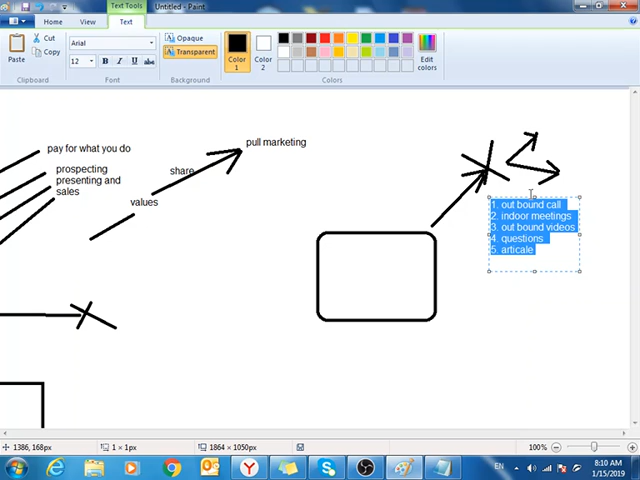 Text Tools
Untitled - Paint
Home
View
Text
Paste
Cut
Copy
Clipboard
Arial
12
B I U abc
Font
Opaque
Transparent
Background
Color
1
Color
2
Edit
colors
Colors
pay for what you do
prospecting
presenting and
sales
share
values
pull marketing
1. out bound call
2. indoor meetings
3. out bound videos
4. questions
5. articale
1386, 168px
1 × 1px
1864 × 1050px
100%
EN
8:10 AM
1/15/2019